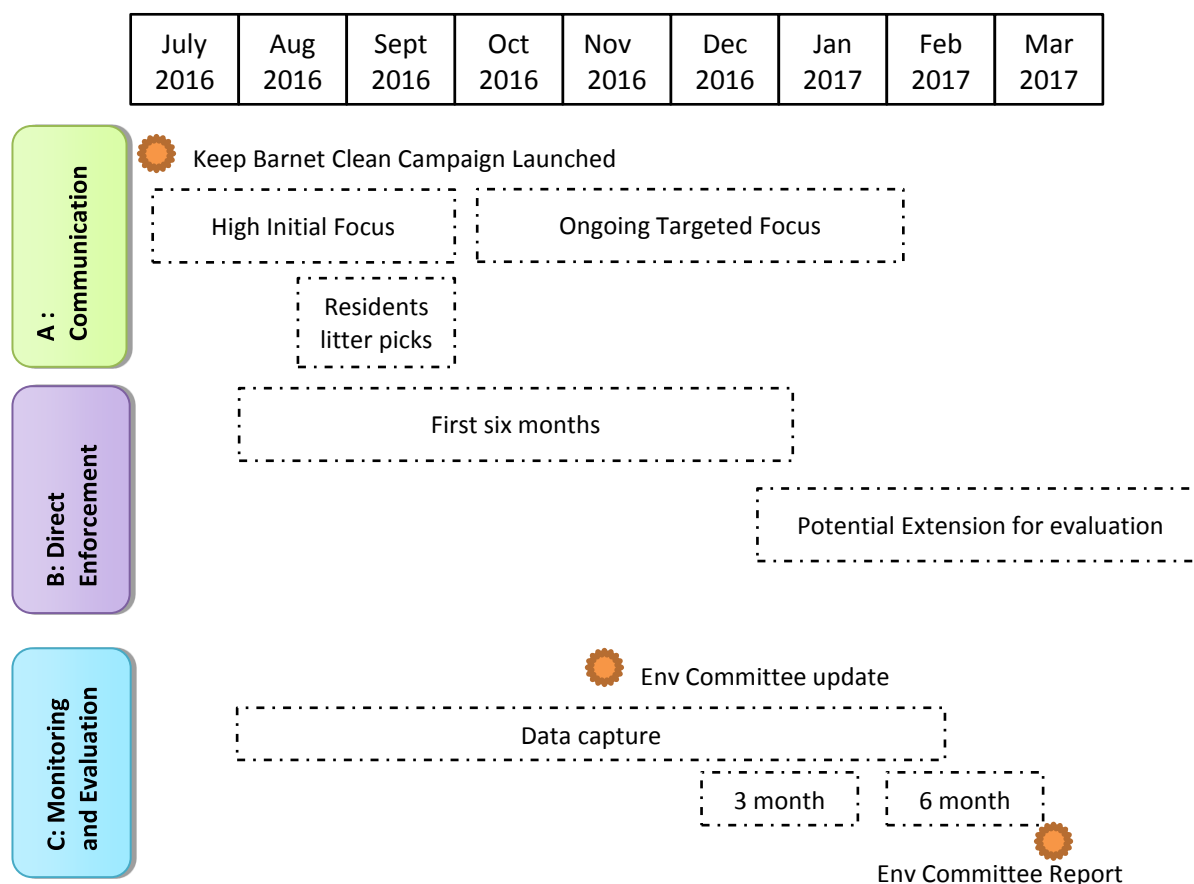 July Aug Sept Oct Nov Dec Jan Feb Mar
2016 2016 2016 2016 2016 2016 2017 2017 2017
A :
Communication
Keep Barnet Clean Campaign Launched
High Initial Focus
Ongoing Targeted Focus
Residents
litter picks
B: Direct
Enforcement
First six months
Potential Extension for evaluation
C: Monitoring
and Evaluation
Env Committee update
Data capture
3 month
6 month
Env Committee Report